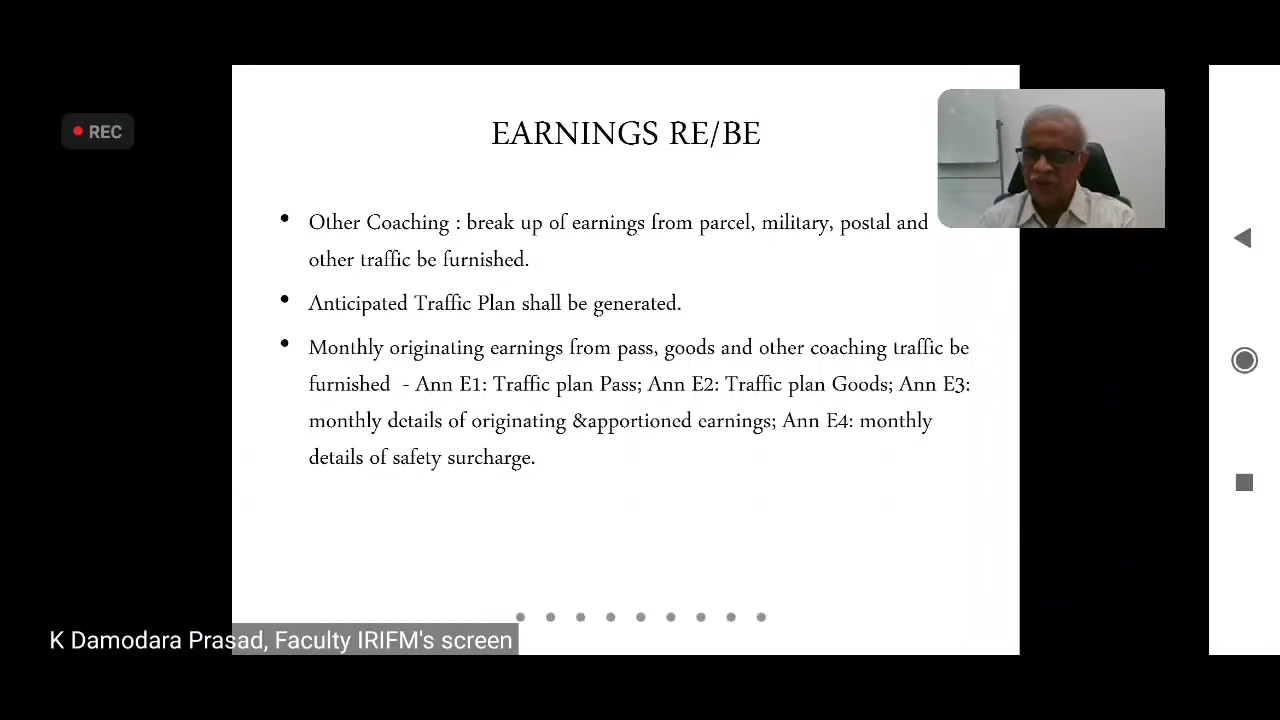 REC
EARNINGS RE/BE
• Other Coaching : break up of earnings from parcel, military, postal and
other traffic be furnished.
• Anticipated Traffic Plan shall be generated.
• Monthly originating earnings from pass, goods and other coaching traffic be
furnished - Ann E1: Traffic plan Pass; Ann E2: Traffic plan Goods; Ann E3:
monthly details of originating &apportioned earnings; Ann E4: monthly
details of safety surcharge.
K Damodara Prasad, Faculty IRIFM's screen